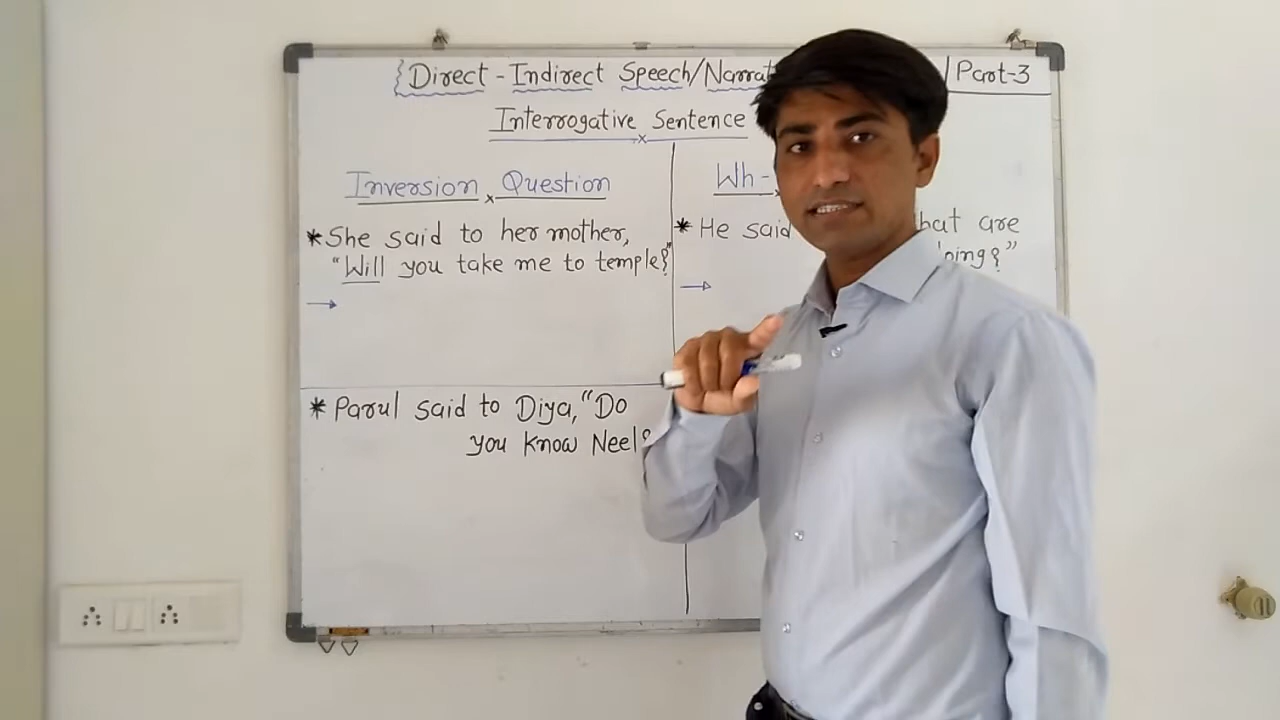 {Direct - Indirect Speech/Narrat
/Part-3
Interrogative Sentence
Inversion Question
*She said to her mother,
"Will you take me to temple?"
→
* Parul said to Diya, "Do
you know Neel?
Wh-
* He said hat are
oing?"
→